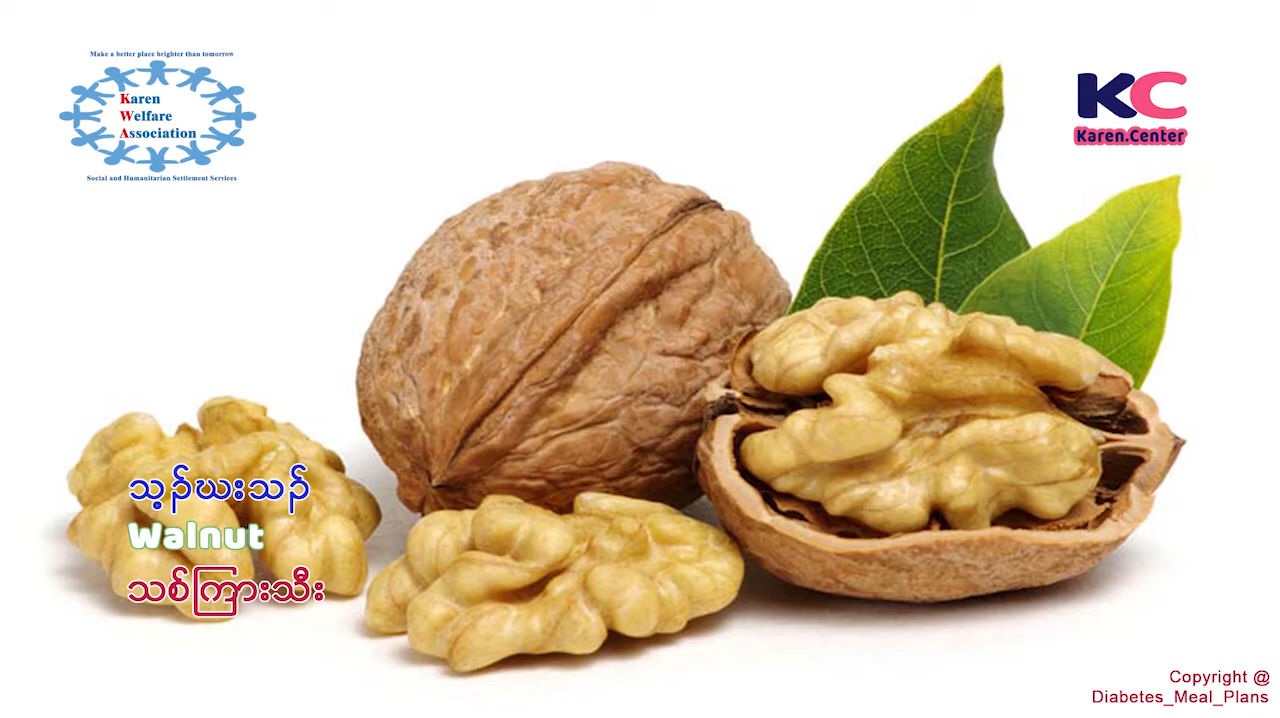 Make a better place brighter than tomorrow
Karen
Welfare
Association
Social and Humanitarian Settlement Services
KC
Karen.Center
သ့ၣ်ဃးသၣ်
Walnut
သစ်ကြားသီး
Copyright @
Diabetes_Meal_Plans